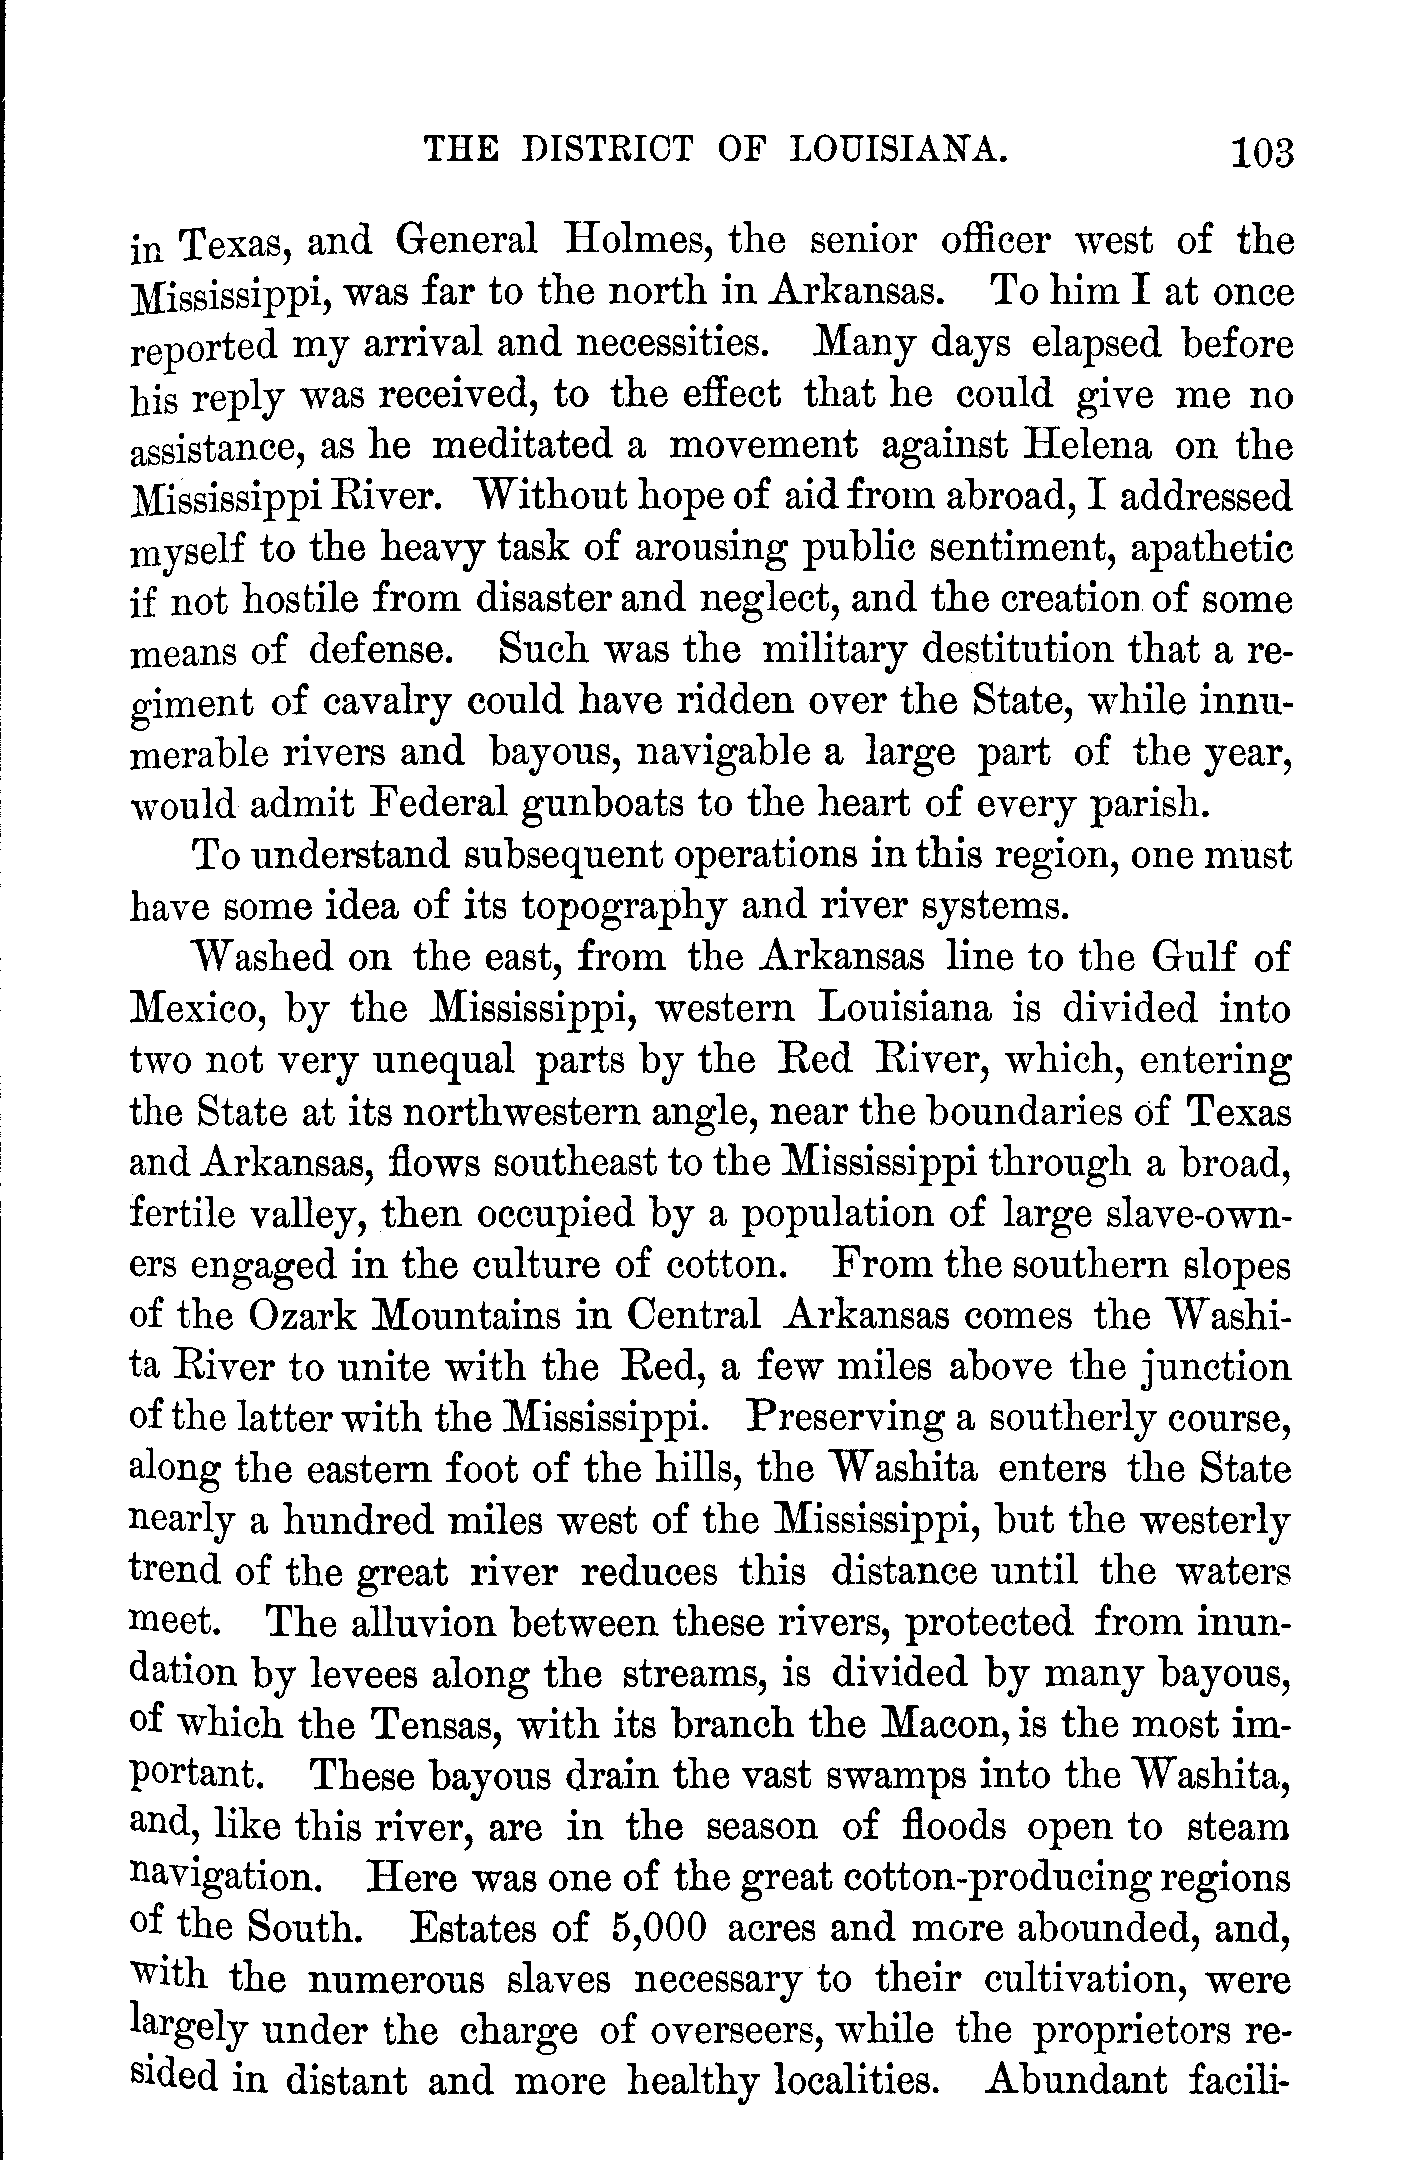 THE DISTRICT OF LOUISIANA. 103
in Texas, and General Holmes, the senior officer west of the
Mississippi, was far to the north in Arkansas. To him I at once
reported my arrival and necessities. Many days elapsed before
his reply was received, to the effect that he could give me no
assistance, as he meditated a movement against Helena on the
Mississippi River. Without hope of aid from abroad, I addressed
myself to the heavy task of arousing public sentiment, apathetic
if not hostile from disaster and neglect, and the creation of some
means of defense. Such was the military destitution that a re-
giment of cavalry could have ridden over the State, while innu-
merable rivers and bayous, navigable a large part of the year,
would admit Federal gunboats to the heart of every parish.
To understand subsequent operations in this region, one must
have some idea of its topography and river systems.
Washed on the east, from the Arkansas line to the Gulf of
Mexico, by the Mississippi, western Louisiana is divided into
two not very unequal parts by the Red River, which, entering
the State at its northwestern angle, near the boundaries of Texas
and Arkansas, flows southeast to the Mississippi through a broad,
fertile valley, then occupied by a population of large slave-own-
ers engaged in the culture of cotton. From the southern slopes
of the Ozark Mountains in Central Arkansas comes the Washi-
ta River to unite with the Red, a few miles above the junction
of the latter with the Mississippi. Preserving a southerly course,
along the eastern foot of the hills, the Washita enters the State
nearly a hundred miles west of the Mississippi, but the westerly
trend of the great river reduces this distance until the waters
meet. The alluvion between these rivers, protected from inun-
dation by levees along the streams, is divided by many bayous,
of which the Tensas, with its branch the Macon, is the most im-
portant. These bayous drain the vast swamps into the Washita,
and, like this river, are in the season of floods open to steam
navigation. Here was one of the great cotton-producing regions
of the South. Estates of 5,000 acres and more abounded, and,
with the numerous slaves necessary to their cultivation, were
largely under the charge of overseers, while the proprietors re-
sided in distant and more healthy localities. Abundant facili-